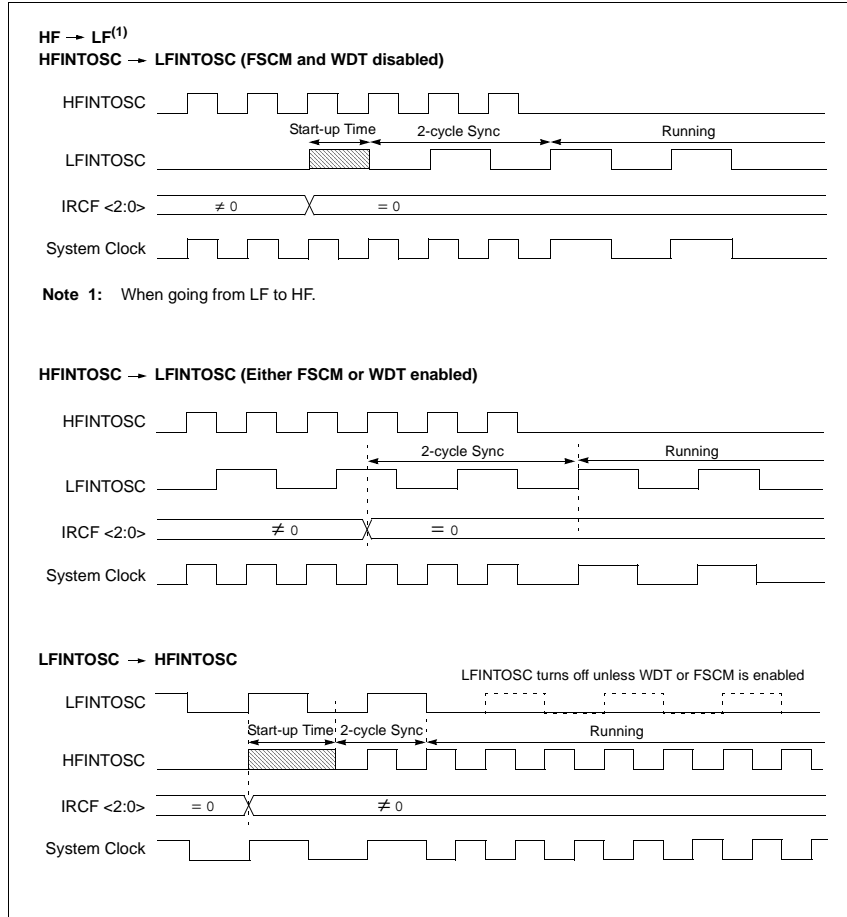 HF → LF(1)
HFINTOSC → LFINTOSC (FSCM and WDT disabled)
HFINTOSC
Start-up Time 2-cycle Sync Running
LFINTOSC
IRCF <2:0> ≠ 0 = 0
System Clock
Note 1: When going from LF to HF.
HFINTOSC → LFINTOSC (Either FSCM or WDT enabled)
HFINTOSC
2-cycle Sync Running
LFINTOSC
IRCF <2:0> ≠ 0 = 0
System Clock
LFINTOSC → HFINTOSC
LFINTOSC turns off unless WDT or FSCM is enabled
LFINTOSC
Start-up Time 2-cycle Sync Running
HFINTOSC
IRCF <2:0> = 0 ≠ 0
System Clock